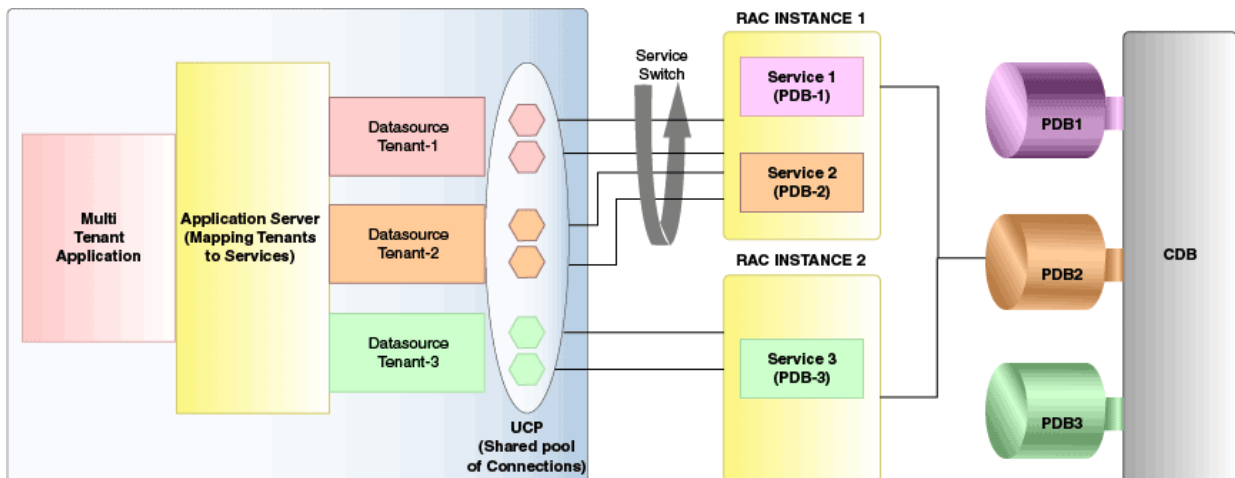 Multi
Tenant
Application
Application Server
(Mapping Tenants
to Services)
Datasource
Tenant-1
Datasource
Tenant-2
Datasource
Tenant-3
UCP
(Shared pool
of Connections)
Service
Switch
RAC INSTANCE 1
Service 1
(PDB-1)
Service 2
(PDB-2)
RAC INSTANCE 2
Service 3
(PDB-3)
PDB1
PDB2
PDB3
CDB